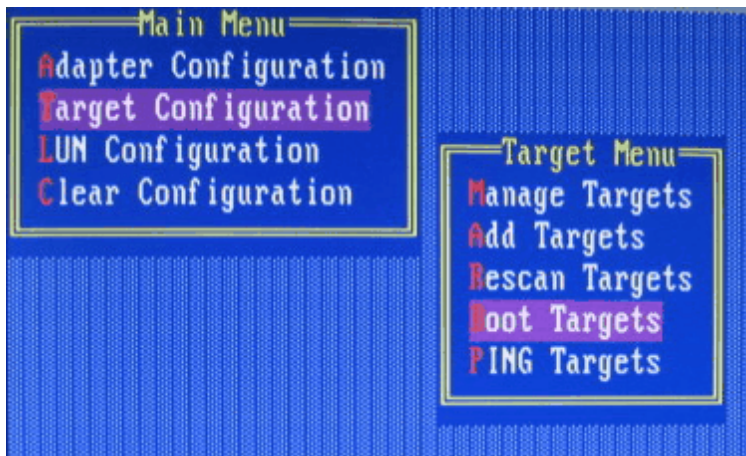 Main Menu
Adapter Configuration
Target Configuration
LUN Configuration
Clear Configuration
Target Menu
Manage Targets
Add Targets
Rescan Targets
Boot Targets
PING Targets